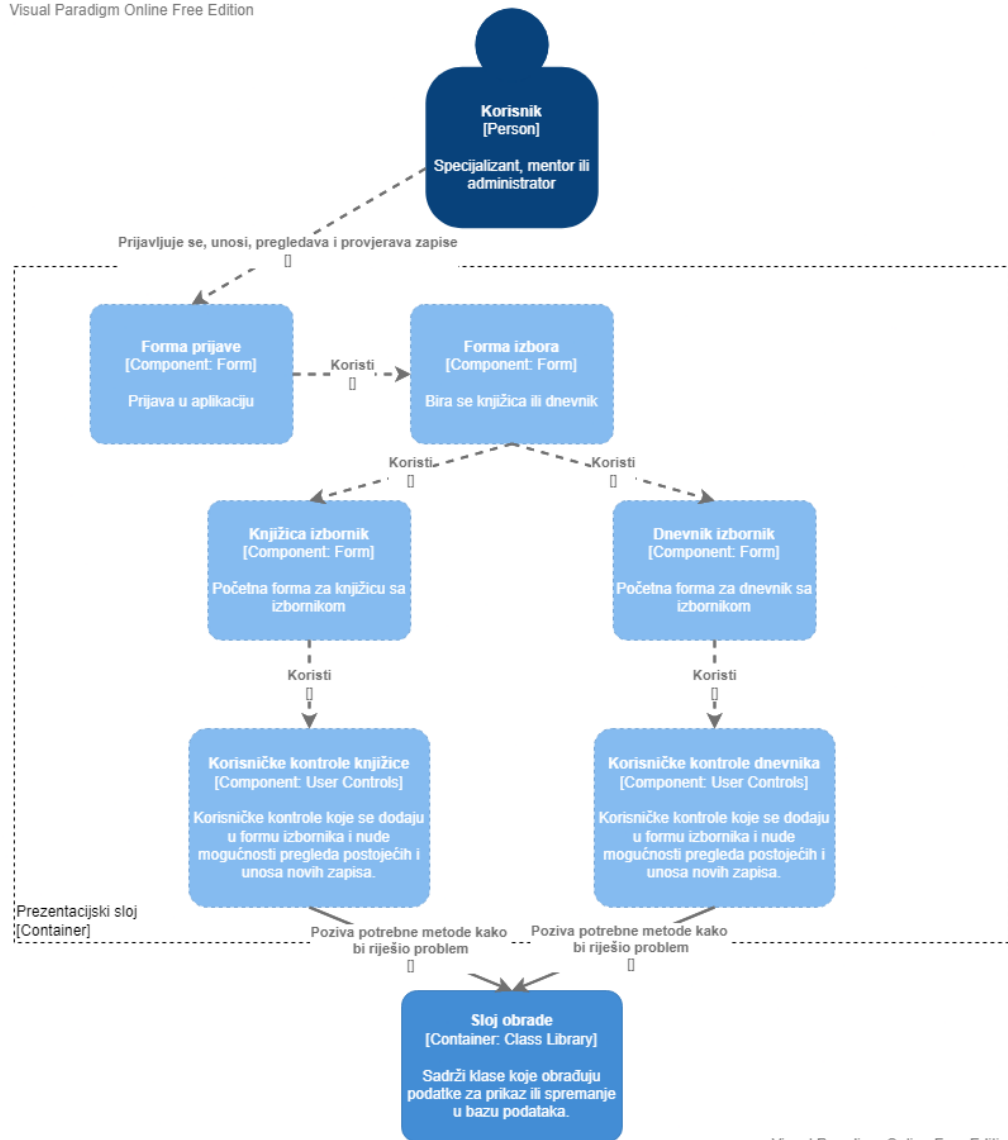 Visual Paradigm Online Free Edition
Korisnik
[Person]
Specijalizant, mentor ili
administrator
Prijavljuje se, unosi, pregledava i provjerava zapise
[]
Forma prijave
[Component: Form]
Prijava u aplikaciju
Koristi
[]
Forma izbora
[Component: Form]
Bira se knjižica ili dnevnik
Koristi
[]
Koristi
[]
Knjižica izbornik
[Component: Form]
Početna forma za knjižicu sa
izbornikom
Dnevnik izbornik
[Component: Form]
Početna forma za dnevnik sa
izbornikom
Koristi
[]
Koristi
[]
Korisničke kontrole knjižice
[Component: User Controls]
Korisničke kontrole koje se dodaju
u formu izbornika i nude
mogućnosti pregleda postojećih i
unosa novih zapisa.
Korisničke kontrole dnevnika
[Component: User Controls]
Korisničke kontrole koje se dodaju
u formu izbornika i nude
mogućnosti pregleda postojećih i
unosa novih zapisa.
Prezentacijski sloj
[Container]
Poziva potrebne metode kako
bi riješio problem
[]
Poziva potrebne metode kako
bi riješio problem
[]
Sloj obrade
[Container: Class Library]
Sadrži klase koje obrađuju
podatke za prikaz ili spremanje
u bazu podataka.